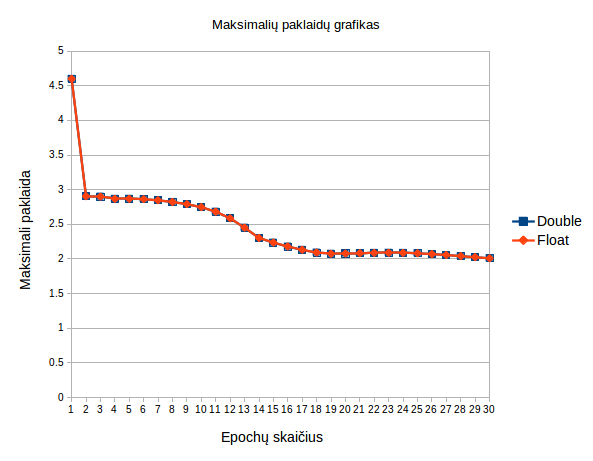 Maksimalių paklaidų grafikas
5
4.5
4
3.5
3
2.5
2
1.5
1
0.5
0
Maksimali paklaida
1 2 3 4 5 6 7 8 9 10 11 12 13 14 15 16 17 18 19 20 21 22 23 24 25 26 27 28 29 30
Epochų skaičius
Double
Float